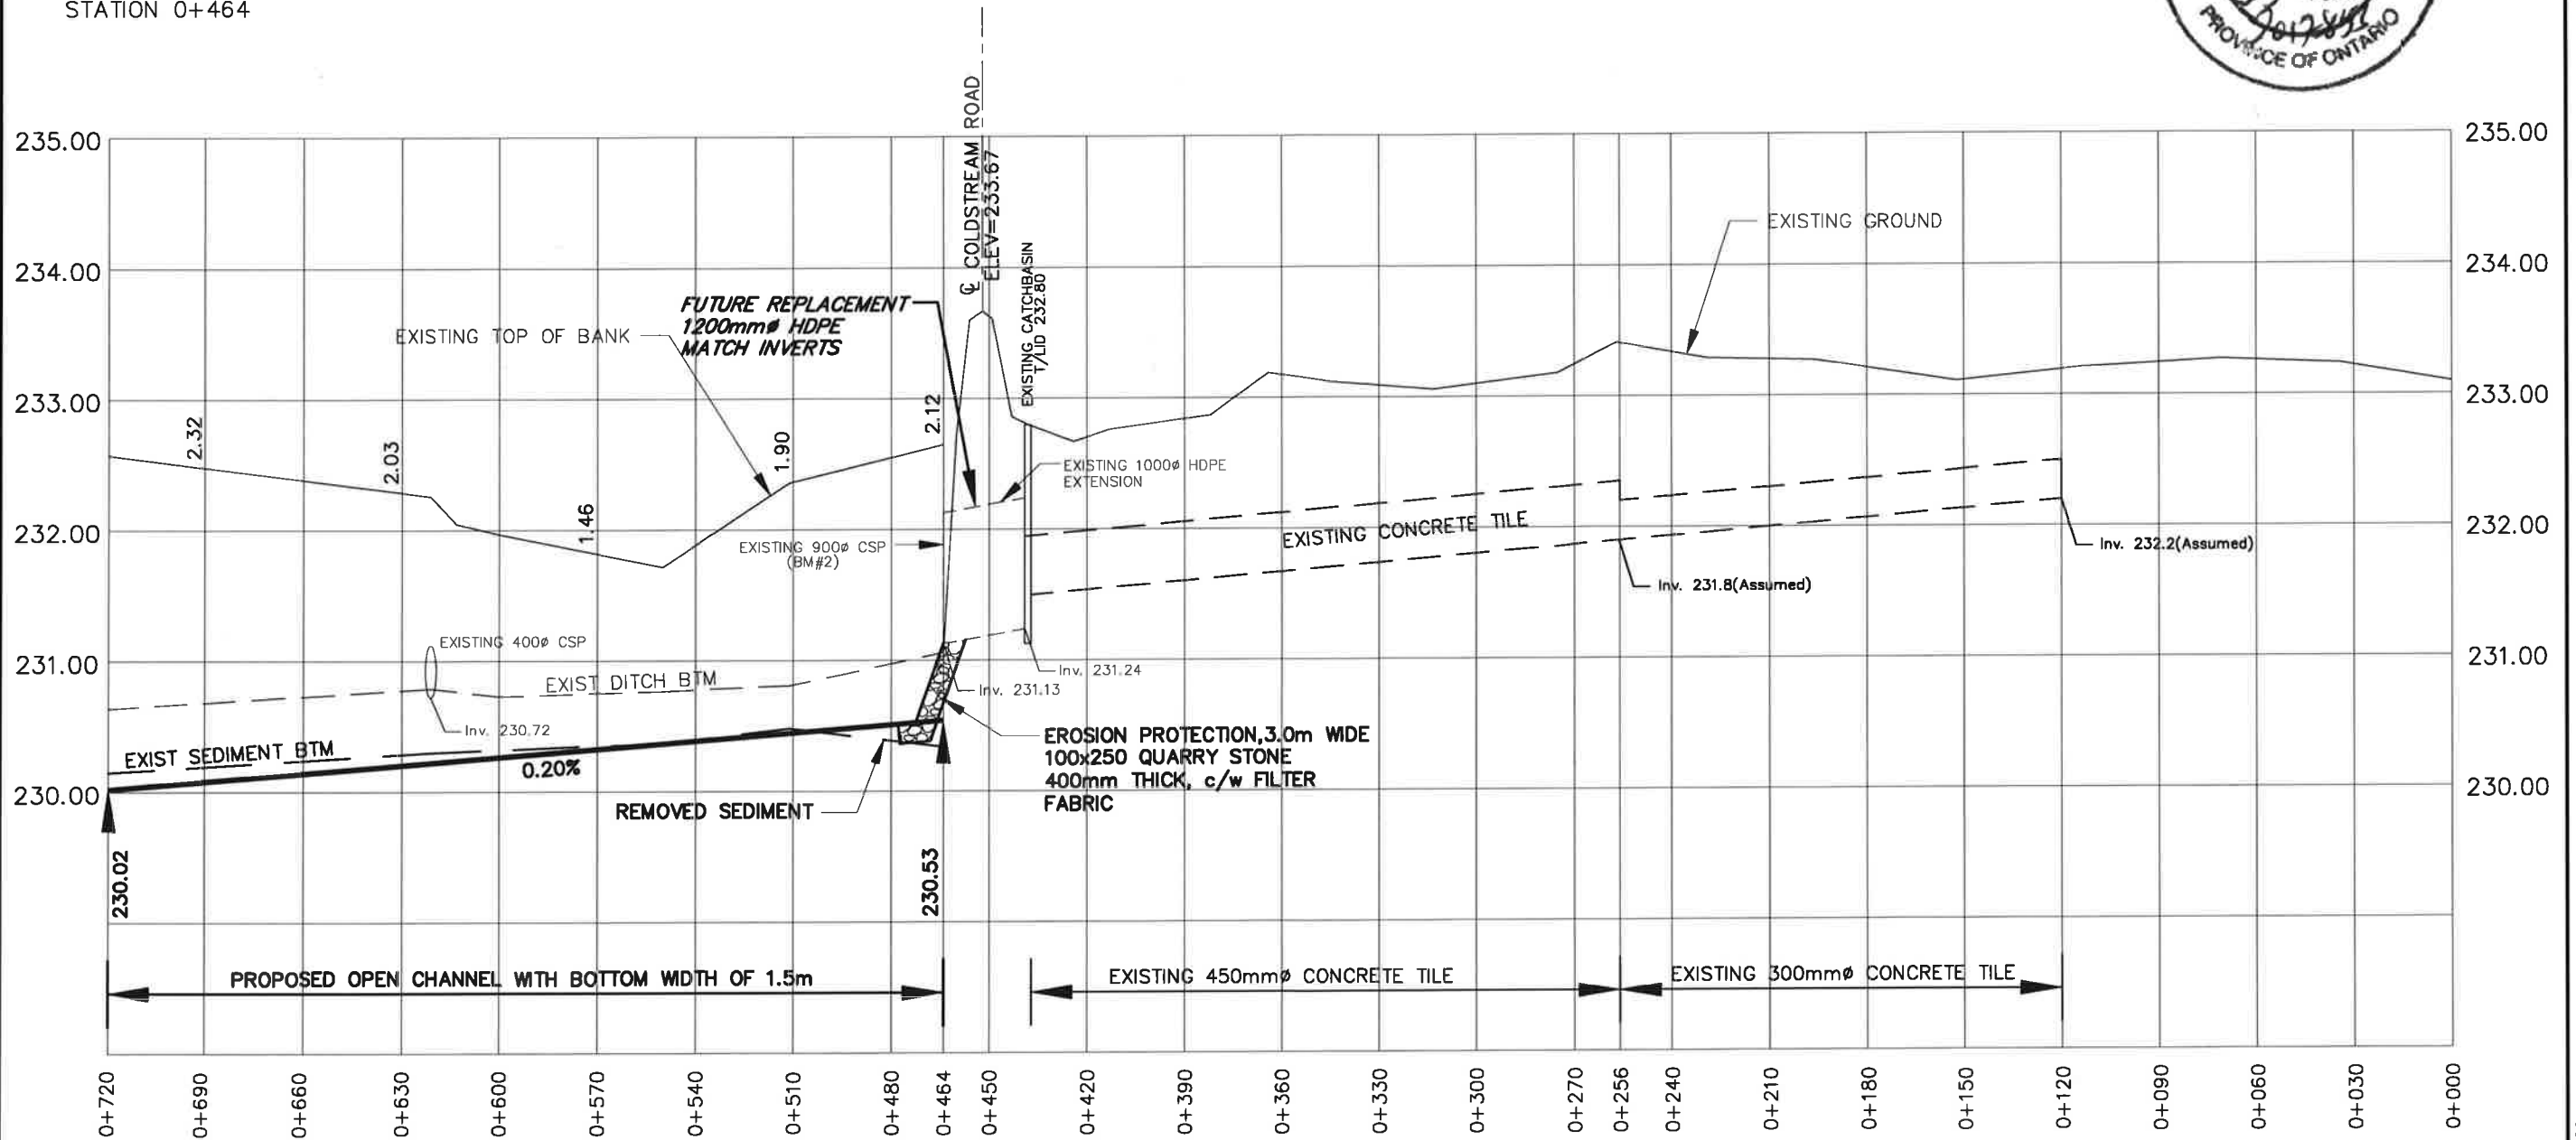 STATION 0+464
PROVINCE OF ONTARIO
235.00
235.00
234.00
234.00
233.00
233.00
232.00
232.00
231.00
231.00
230.00
230.00
℄ COLDSTREAM ROAD
ELEV=233.67
EXISTING CATCHBASIN
T/LID 232.80
EXISTING GROUND
FUTURE REPLACEMENT
1200mmø HDPE
MATCH INVERTS
EXISTING TOP OF BANK
2.32
2.03
1.46
1.90
2.12
EXISTING 1000ø HDPE
EXTENSION
EXISTING 900ø CSP
(BM#2)
EXISTING CONCRETE TILE
Inv. 232.2(Assumed)
Inv. 231.8(Assumed)
EXISTING 400ø CSP
EXIST DITCH BTM
Inv. 231.24
Inv. 231.13
Inv. 230.72
EXIST SEDIMENT BTM
0.20%
EROSION PROTECTION,3.0m WIDE
100x250 QUARRY STONE
400mm THICK, c/w FILTER
FABRIC
REMOVED SEDIMENT
230.02
230.53
PROPOSED OPEN CHANNEL WITH BOTTOM WIDTH OF 1.5m
EXISTING 450mmø CONCRETE TILE
EXISTING 300mmø CONCRETE TILE
0+720
0+690
0+660
0+630
0+600
0+570
0+540
0+510
0+480
0+464
0+450
0+420
0+390
0+360
0+330
0+300
0+270
0+256
0+240
0+210
0+180
0+150
0+120
0+090
0+060
0+030
0+000